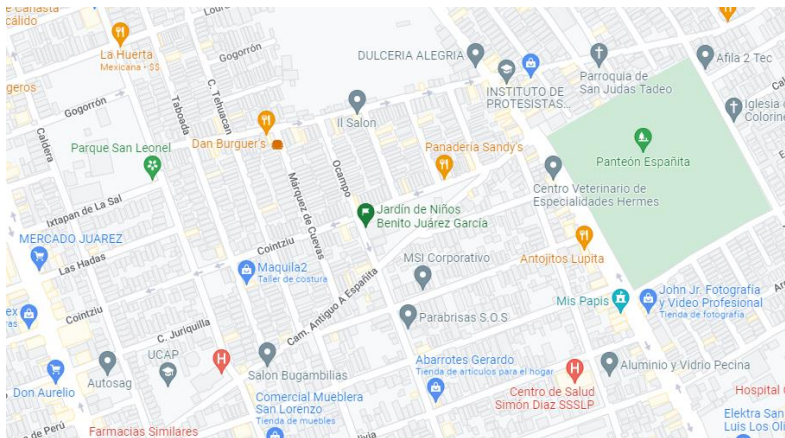 cálido
La Huerta
Mexicana • $$
Gogorrón
DULCERIA ALEGRIA
Afila 2 Tec
INSTITUTO DE
PROTESISTAS...
Parroquia de
San Judas Tadeo
geros
Gogorrón
Taboada
C. Tehuacan
Il Salon
Caldera
Iglesia
Colorine
Parque San Leonel
Dan Burguer's
Ocampo
Panadería Sandy's
Panteón Españita
Márquez de Cuevas
Centro Veterinario de
Especialidades Hermes
Ixtapan de La Sal
Jardín de Niños
Benito Juárez García
MERCADO JUAREZ
Cointziu
Antojitos Lupita
Las Hadas
Maquila2
Taller de costura
MSI Corporativo
Cam. Antiguo A Españita
Mis Papis
John Jr. Fotografia
y Video Profesional
Tienda de fotografía
Cointziu
Parabrisas S.O.S
C. Juriquilla
UCAP
Salon Bugambilias
Abarrotes Gerardo
Tienda de artículos para el hogar
Aluminio y Vidrio Pecina
Don Aurelio
Autosag
Comercial Mueblera
San Lorenzo
Tienda de muebles
Centro de Salud
Simón Diaz SSSLP
Hospital
Elektra San
Luis Los Oli
de Perú
Farmacias Similares